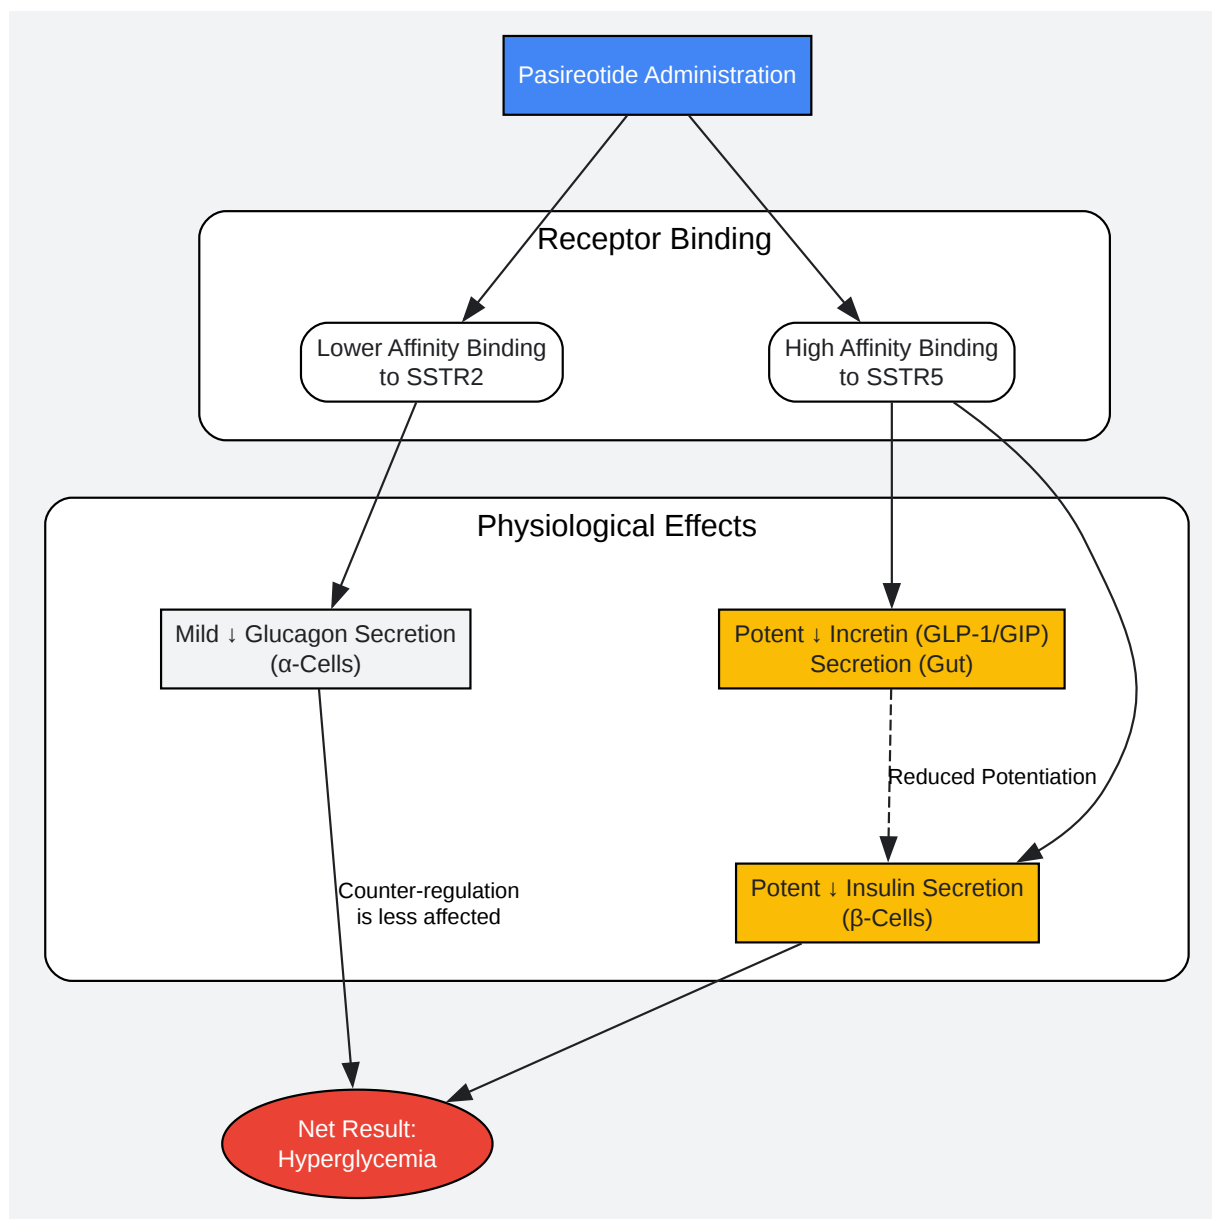 Pasireotide Administration
Receptor Binding
Lower Affinity Binding
to SSTR2
High Affinity Binding
to SSTR5
Physiological Effects
Mild ↓ Glucagon Secretion
(α-Cells)
Potent ↓ Incretin (GLP-1/GIP)
Secretion (Gut)
Reduced Potentiation
Counter-regulation
is less affected
Potent ↓ Insulin Secretion
(β-Cells)
Net Result:
Hyperglycemia